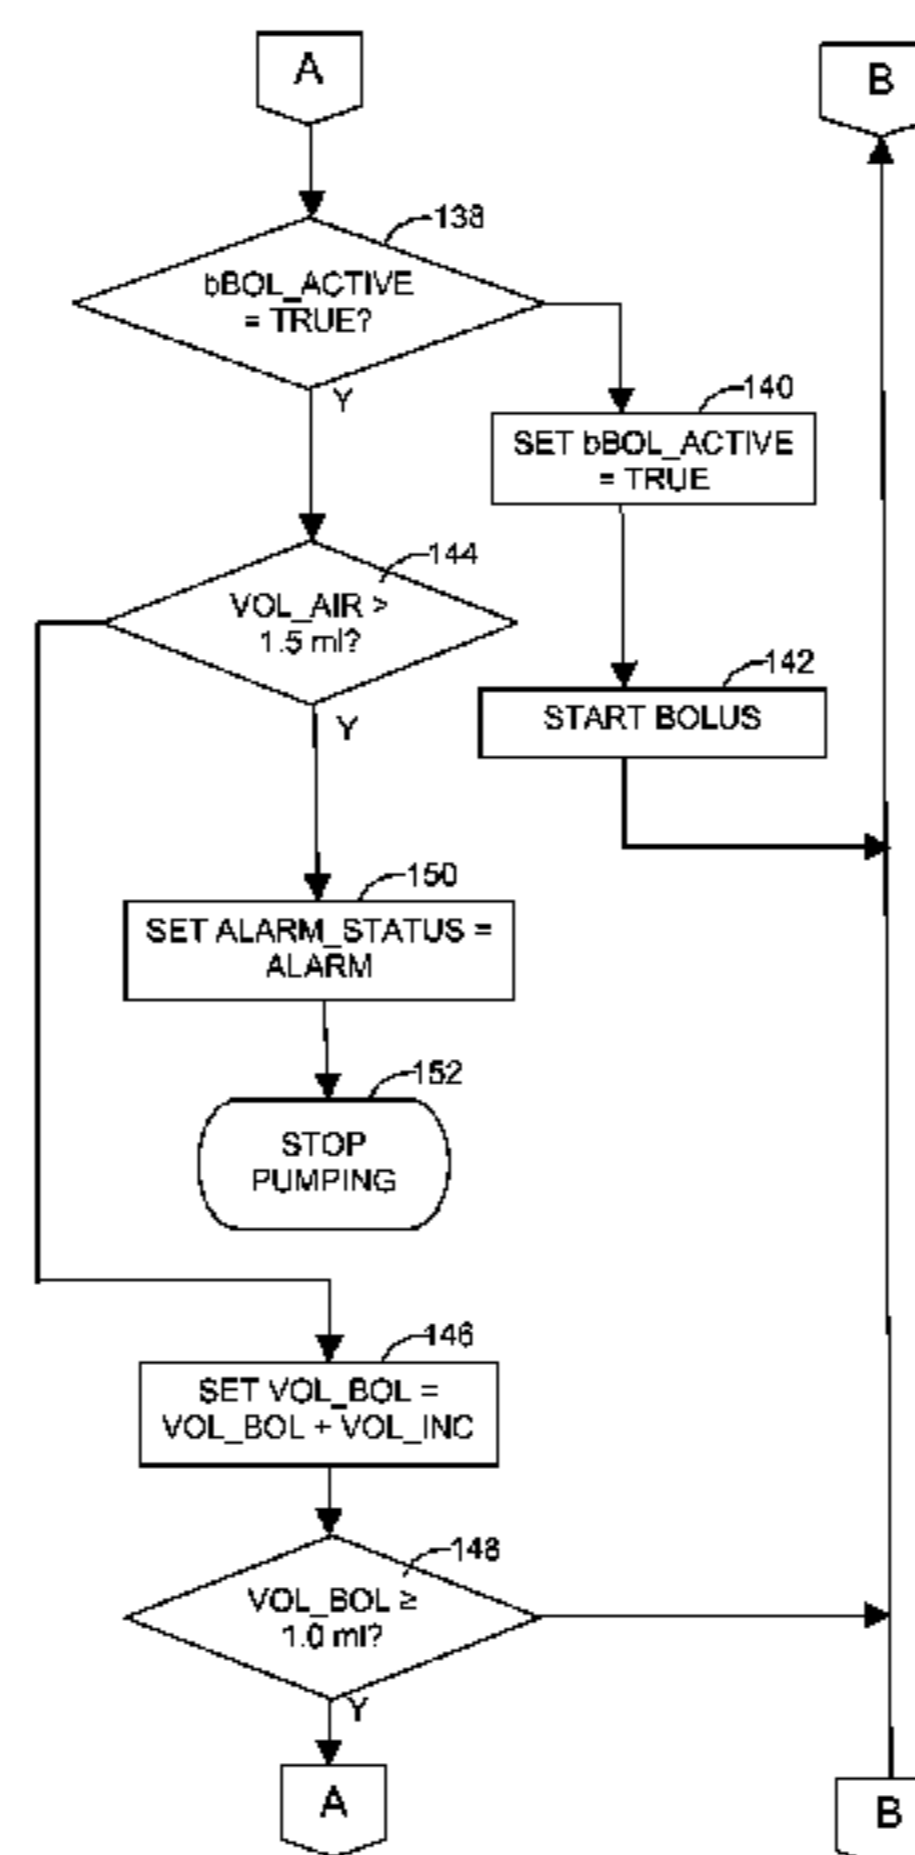 A
B
138
bBOL_ACTIVE
= TRUE?
Y
140
SET bBOL_ACTIVE
= TRUE
144
VOL_AIR >
1.5 ml?
Y
142
START BOLUS
150
SET ALARM_STATUS =
ALARM
152
STOP
PUMPING
146
SET VOL_BOL =
VOL_BOL + VOL_INC
148
VOL_BOL ≥
1.0 ml?
Y
A
B